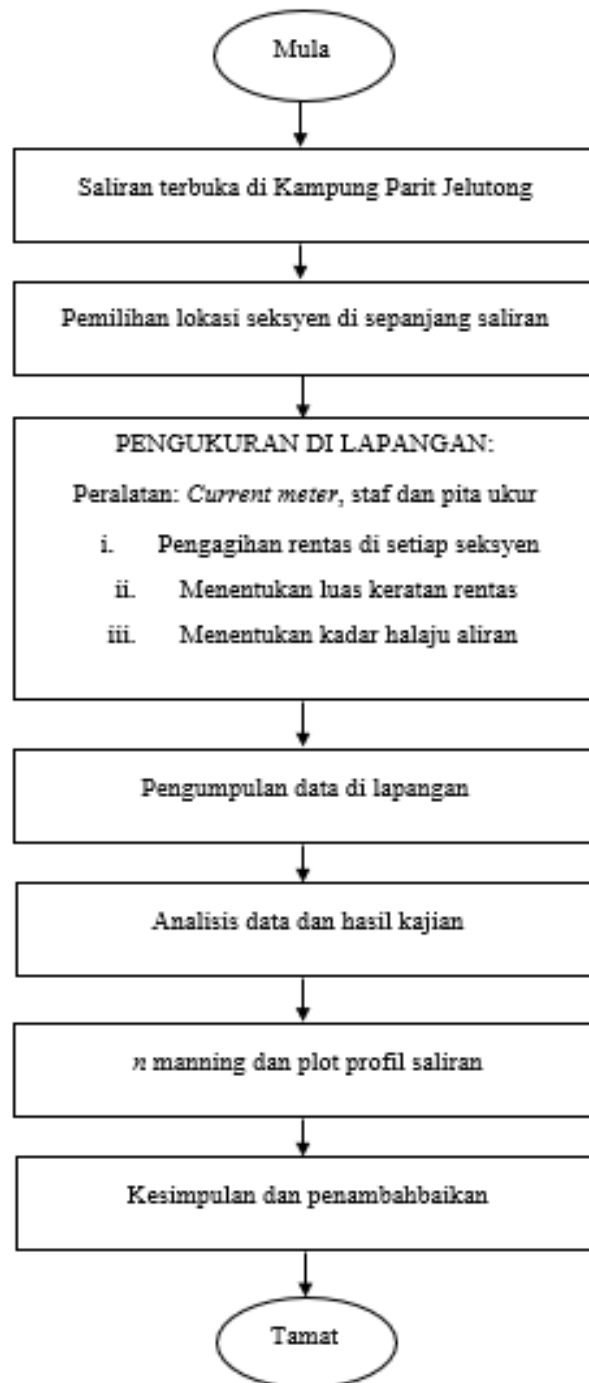 Mula
Saliran terbuka di Kampung Parit Jelutong
Pemilihan lokasi seksyen di sepanjang saliran
PENGUKURAN DI LAPANGAN:
Peralatan: Current meter, staf dan pita ukur
i. Pengagihan rentas di setiap seksyen
ii. Menentukan luas keratan rentas
iii. Menentukan kadar halaju aliran
Pengumpulan data di lapangan
Analisis data dan hasil kajian
n manning dan plot profil saliran
Kesimpulan dan penambahbaikan
Tamat